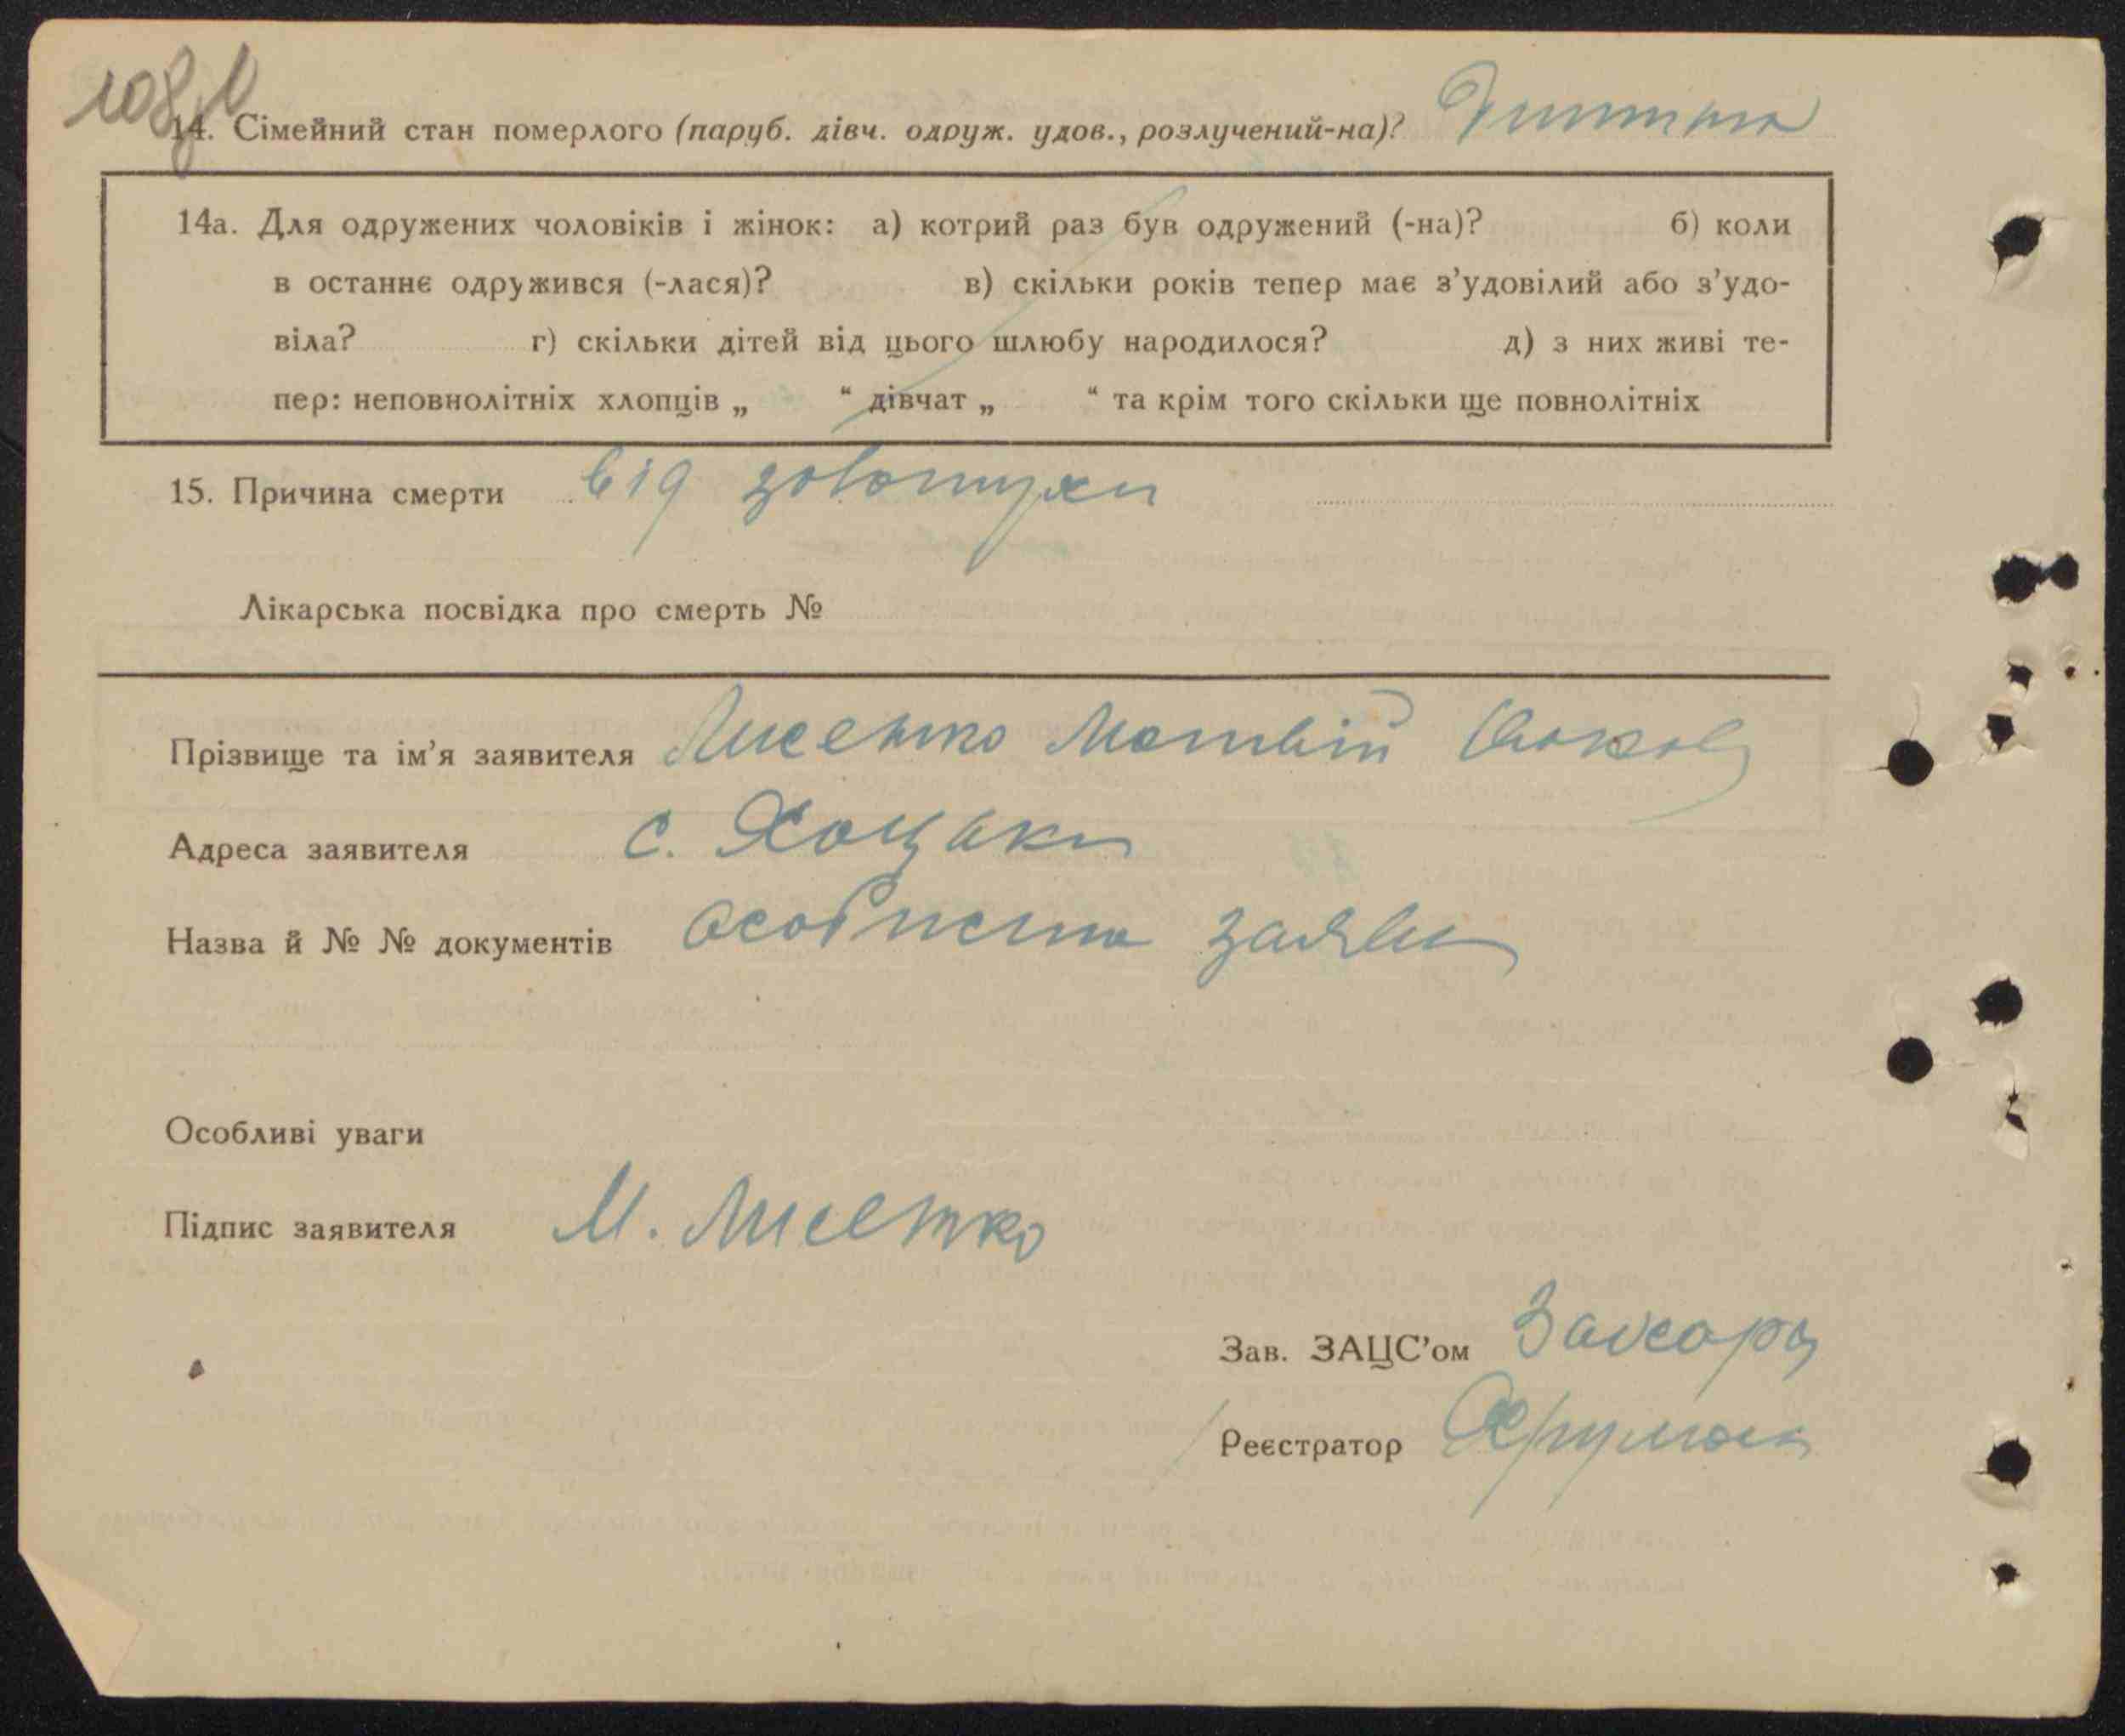 14. Сімейний стан померлого (паруб. дівч. одруж. удов., розлучений-на)? Дитина
14а. Для одружених чоловіків і жінок: а) котрий раз був одружений (-на)? б) коли
в останнє одружився (-лася)? в) скільки років тепер має з’удовілий або з’удо-
віла? г) скільки дітей від цього шлюбу народилося? д) з них живі те-
пер: неповнолітніх хлопців „ “ дівчат „ “ та крім того скільки ще повнолітніх
15. Причина смерти від золотухи
Лікарська посвідка про смерть №
Прізвище та ім’я заявителя Лисенко Матвій
Адреса заявителя с. Хоцьки
Назва й № № документів особиста заява
Особливі уваги
Підпис заявителя М. Лисенко
Зав. ЗАЦС’ом
Реєстратор